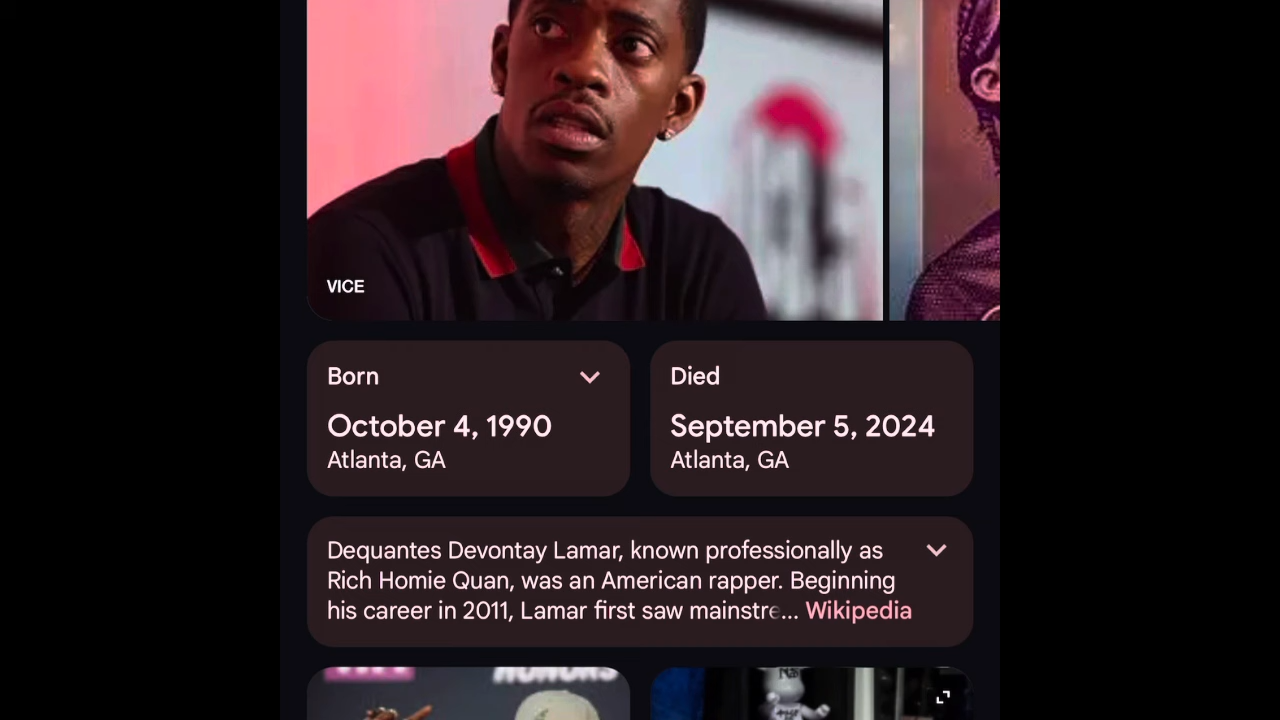 VICE
Born
October 4, 1990
Atlanta, GA
Died
September 5, 2024
Atlanta, GA
Dequantes Devontay Lamar, known professionally as
Rich Homie Quan, was an American rapper. Beginning
his career in 2011, Lamar first saw mainstre... Wikipedia
HONORS